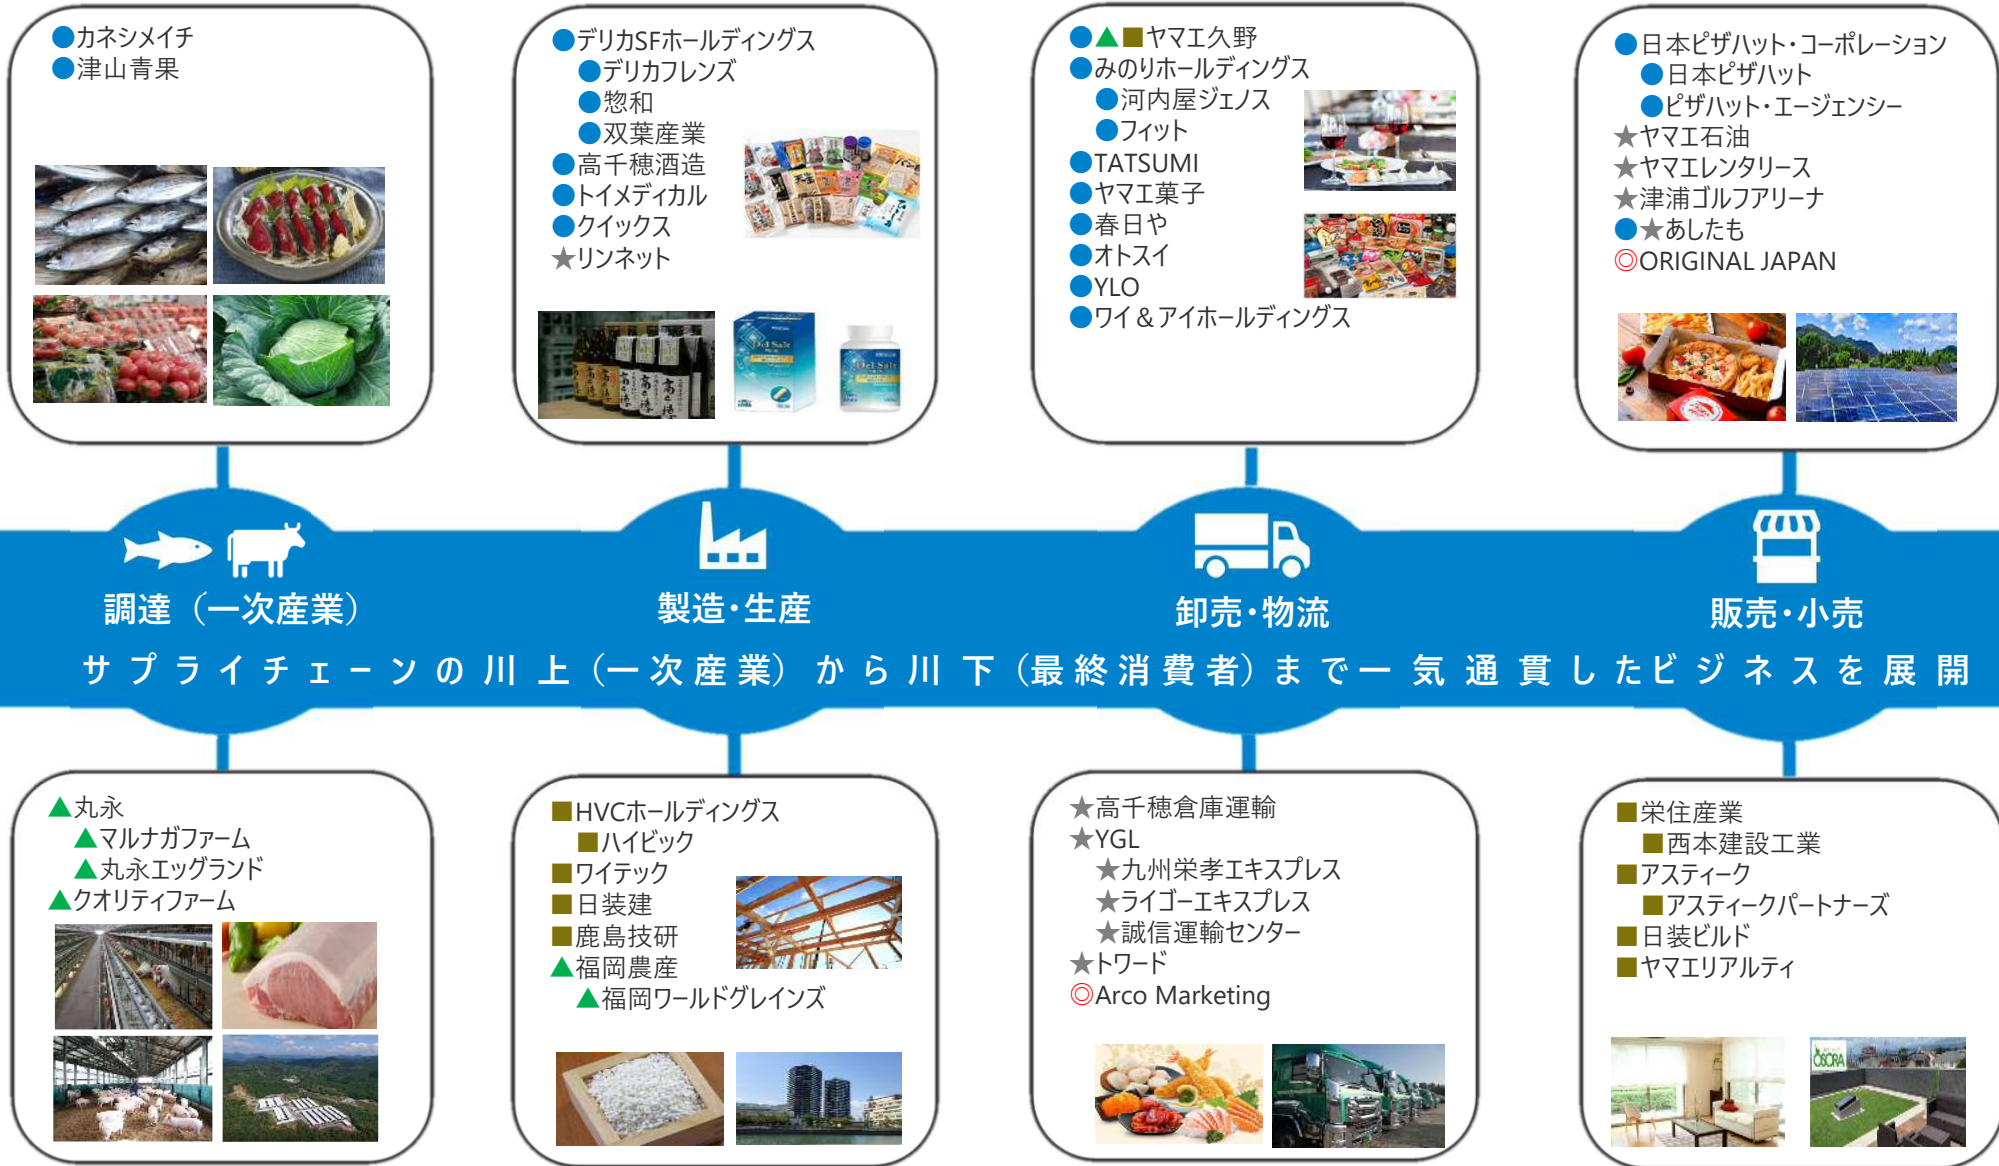 ●カネシメイチ
●津山青果
●デリカSFホールディングス
●デリカフレンズ
●惣和
●双葉産業
●高千穂酒造
●トイメディカル
●クイックス
★リンネット
●▲■ヤマエ久野
●みのりホールディングス
●河内屋ジェノス
●フィット
●TATSUMI
●ヤマエ菓子
●春日や
●オトスイ
●YLO
●ワイ&アイホールディングス
●日本ピザハット・コーポレーション
●日本ピザハット
●ピザハット・エージェンシー
★ヤマエ石油
★ヤマエレンタリース
★津浦ゴルフアリーナ
●★あしたも
◎ORIGINAL JAPAN
Del Salt
Del Salt
調達（一次産業）
製造・生産
卸売・物流
販売・小売
サプライチェーンの川上（一次産業）から川下（最終消費者）まで一気通貫したビジネスを展開
▲丸永
▲マルナガファーム
▲丸永エッグランド
▲クオリティファーム
■HVCホールディングス
■ハイビック
■ワイテック
■日装建
■鹿島技研
▲福岡農産
▲福岡ワールドグレインズ
★高千穂倉庫運輸
★YGL
★九州栄孝エキスプレス
★ライゴーエキスプレス
★誠信運輸センター
★トワード
◎Arco Marketing
■栄住産業
■西本建設工業
■アスティーク
■アスティークパートナーズ
■日装ビルド
■ヤマエリアルティ
OSORA